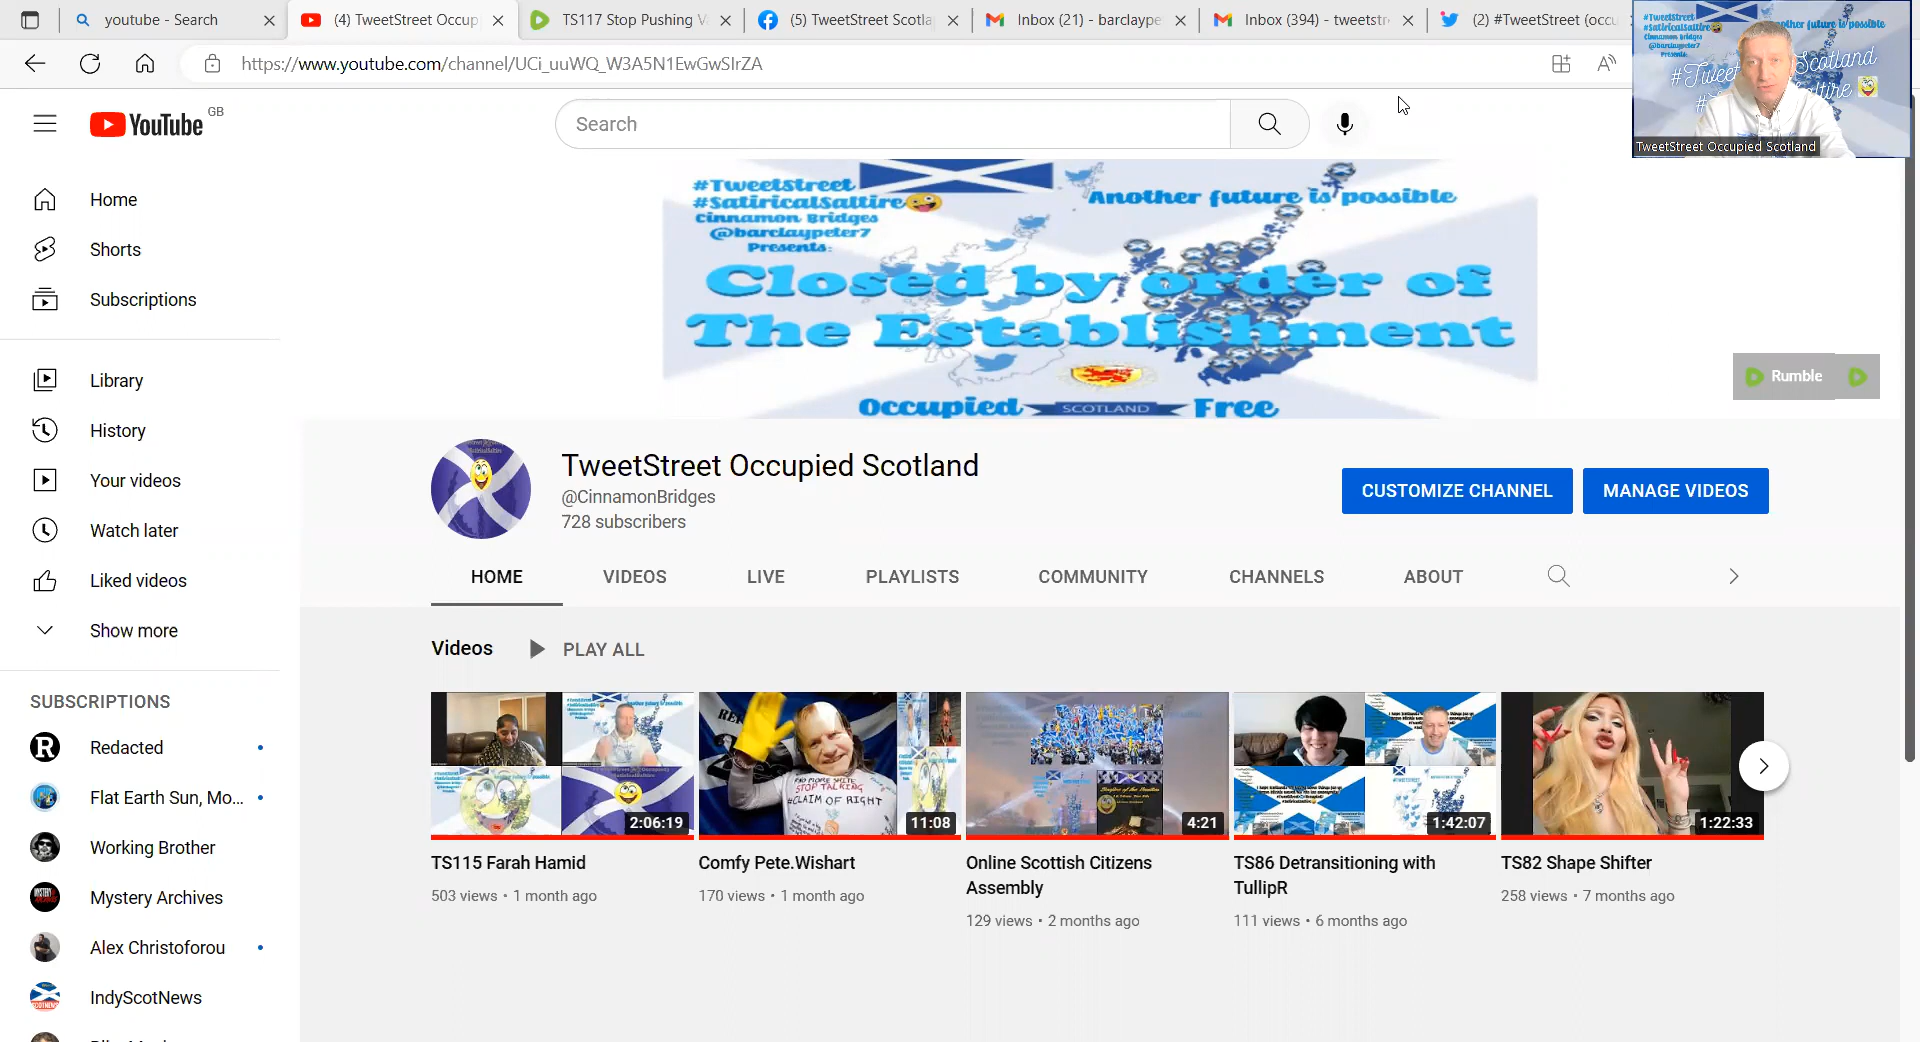 youtube - Search
(4) TweetStreet Occup
TS117 Stop Pushing V
(5) TweetStreet Scotla
Inbox (21) - barclaype
Inbox (394) - tweetstr
(2) #TweetStreet (occu
https://www.youtube.com/channel/UCi_uuWQ_W3A5N1EwGwSIrZA
TweetStreet Occupied Scotland
YouTube GB
Search
Home
Shorts
Subscriptions
Library
History
Your videos
Watch later
Liked videos
Show more
SUBSCRIPTIONS
Redacted
Flat Earth Sun, Mo...
Working Brother
Mystery Archives
Alex Christoforou
IndyScotNews
#TweetStreet
#SatiricalSaltire
Cinnamon Bridges
@barclaypeter7
Presents:
Another future is possible
Closed by order of
The Establishment
Occupied SCOTLAND Free
Rumble
TweetStreet Occupied Scotland
@CinnamonBridges
728 subscribers
CUSTOMIZE CHANNEL
MANAGE VIDEOS
HOME
VIDEOS
LIVE
PLAYLISTS
COMMUNITY
CHANNELS
ABOUT
Videos
PLAY ALL
2:06:19
STOP TALKING
#CLAIM OF RIGHT
11:08
4:21
1:42:07
1:22:33
TS115 Farah Hamid
503 views • 1 month ago
Comfy Pete.Wishart
170 views • 1 month ago
Online Scottish Citizens
Assembly
129 views • 2 months ago
TS86 Detransitioning with
TullipR
111 views • 6 months ago
TS82 Shape Shifter
258 views • 7 months ago